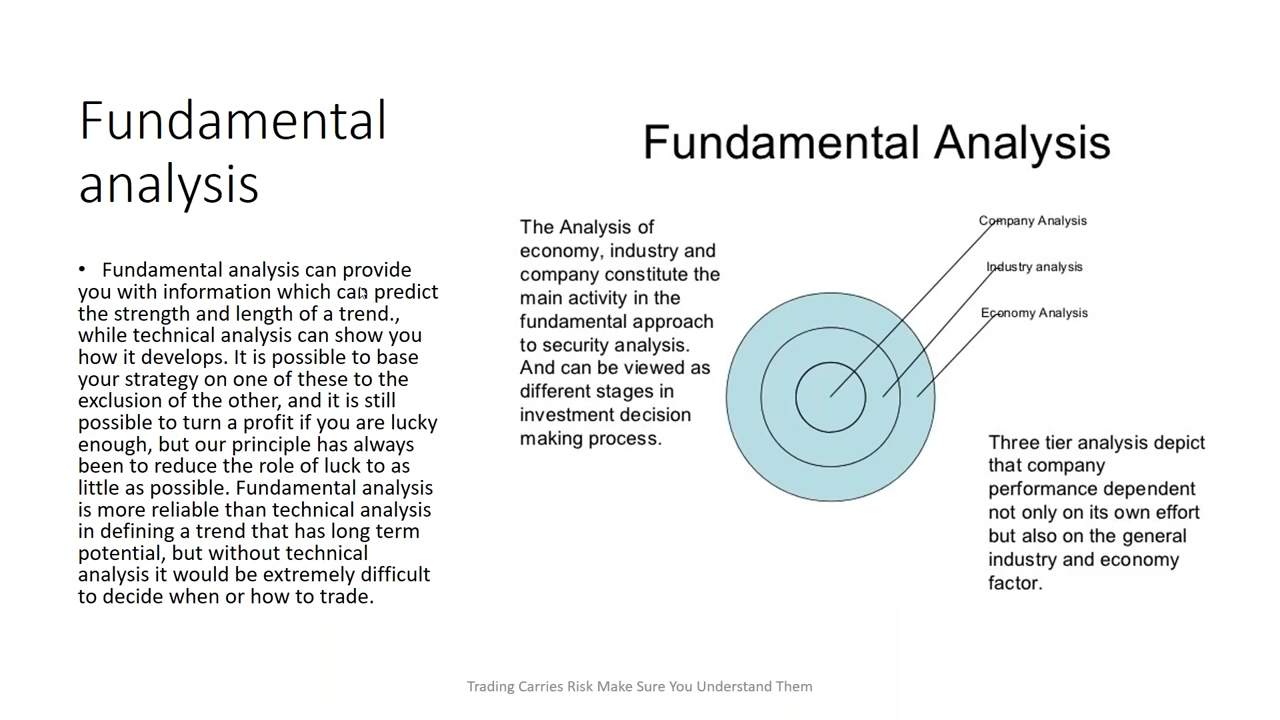 Fundamental
analysis
• Fundamental analysis can provide
you with information which can predict
the strength and length of a trend.,
while technical analysis can show you
how it develops. It is possible to base
your strategy on one of these to the
exclusion of the other, and it is still
possible to turn a profit if you are lucky
enough, but our principle has always
been to reduce the role of luck to as
little as possible. Fundamental analysis
is more reliable than technical analysis
in defining a trend that has long term
potential, but without technical
analysis it would be extremely difficult
to decide when or how to trade.
Fundamental Analysis
The Analysis of
economy, industry and
company constitute the
main activity in the
fundamental approach
to security analysis.
And can be viewed as
different stages in
investment decision
making process.
Company Analysis
Industry analysis
Economy Analysis
Three tier analysis depict
that company
performance dependent
not only on its own effort
but also on the general
industry and economy
factor.
Trading Carries Risk Make Sure You Understand Them